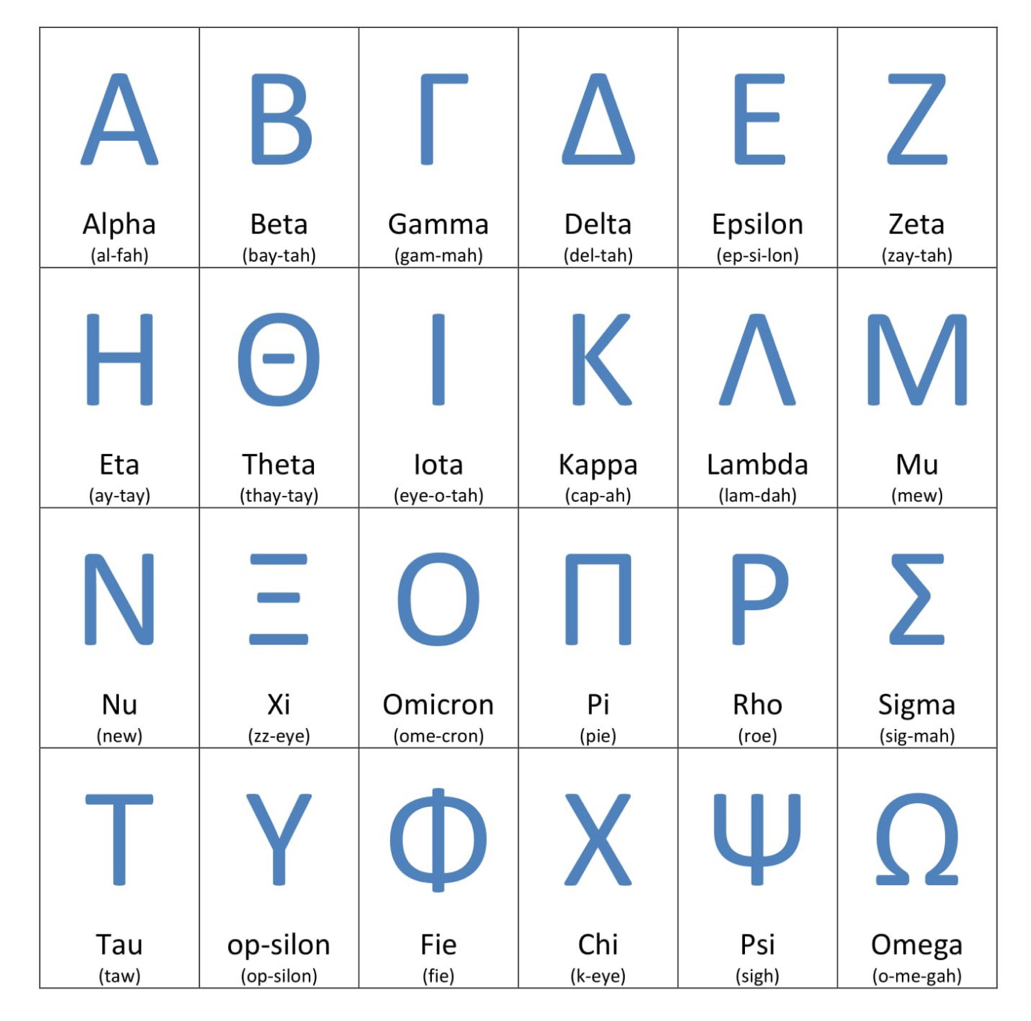 Α Β Γ Δ Ε Ζ
Alpha Beta Gamma Delta Epsilon Zeta
(al-fah) (bay-tah) (gam-mah) (del-tah) (ep-si-lon) (zay-tah)
Η Θ Ι Κ Λ Μ
Eta Theta Iota Kappa Lambda Mu
(ay-tay) (thay-tay) (eye-o-tah) (cap-ah) (lam-dah) (mew)
Ν Ξ Ο Π Ρ Σ
Nu Xi Omicron Pi Rho Sigma
(new) (zz-eye) (ome-cron) (pie) (roe) (sig-mah)
Τ Υ Φ Χ Ψ Ω
Tau op-silon Fie Chi Psi Omega
(taw) (op-silon) (fie) (k-eye) (sigh) (o-me-gah)